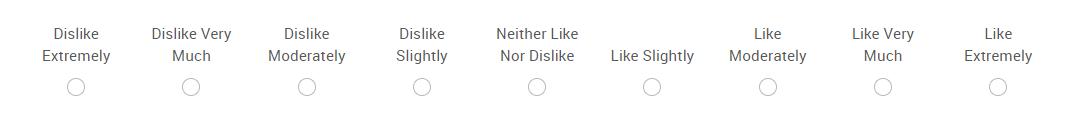 Dislike
Extremely
Dislike Very
Much
Dislike
Moderately
Dislike
Slightly
Neither Like
Nor Dislike
Like Slightly
Like
Moderately
Like Very
Much
Like
Extremely